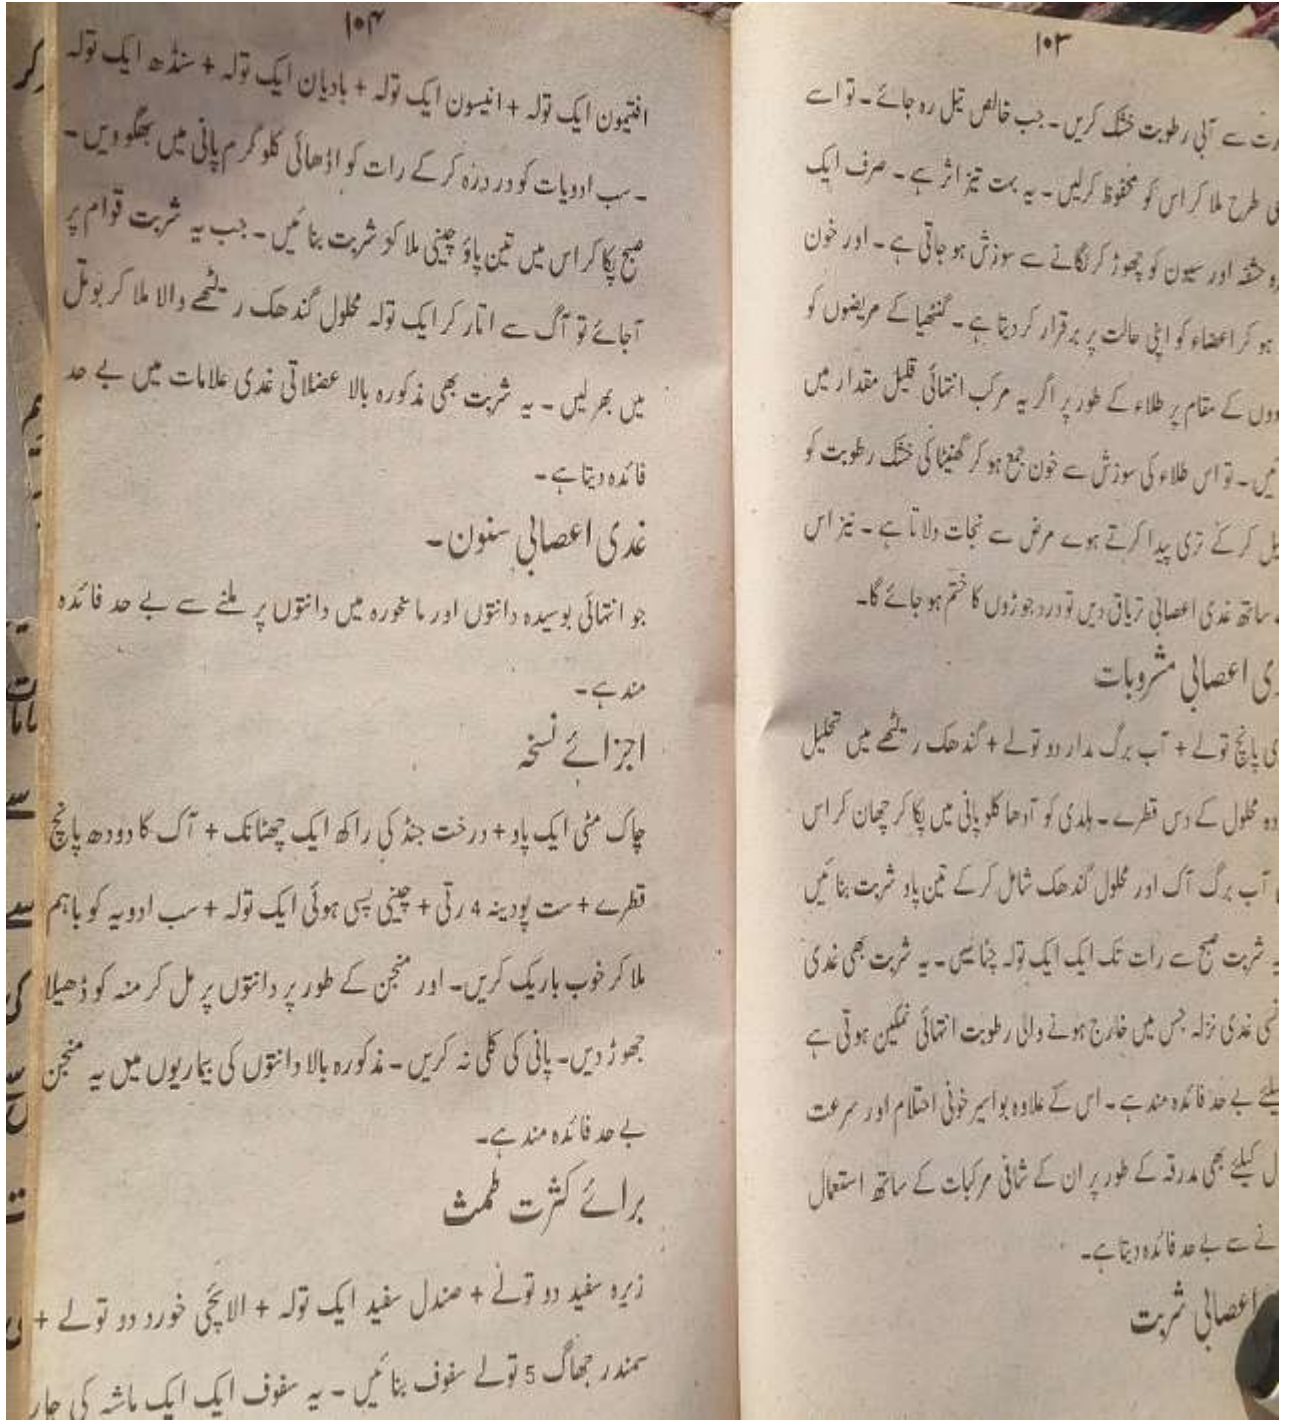 ۱۰۳
سے آبی رطوبت خشک کریں۔ جب خالص تیل رہ جائے۔ تو اسے
طرح ملا کر اس کو محفوظ کرلیں۔ یہ بہت تیز اثر ہے۔ صرف ایک
حشفہ اور سیون کو چھوڑ کر لگانے سے سوزش ہو جاتی ہے۔ اور خون
ہو کر اعضاء کو اپنی حالت پر برقرار کر دیتا ہے۔ گنٹھیا کے مریضوں کو
کے مقام پر طلاء کے طور پر اگر یہ مرکب انتہائی قلیل مقدار میں
میں۔ تو اس طلاء کی سوزش سے خون جمع ہو کر گھنیٹا کی خشک رطوبت کو
کر کے تری پیدا کرتے ہوے مرض سے نجات دلاتا ہے۔ نیز اس
ساتھ غدی اعصابی تریاق دیں تو درد جوڑوں کا ختم ہو جائے گا۔
اعصابی مشروبات
پانچ تولے + آب برگ مدار دو تولے + گندھک ریٹھے میں تحلیل
محلول کے دس قطرے۔ ہلدی کو آدھا کلو پانی میں پکا کر چھان کر اس
آب برگ آک اور محلول گندھک شامل کرکے تین پاو شربت بنائیں
شربت صبح سے رات تک ایک ایک تولہ چٹائیں۔ یہ شربت بھی غدی
غدی نزلہ جس میں خارج ہونے والی رطوبت انتہائی نمکین ہوتی ہے
بے حد فائدہ مند ہے۔ اس کے علاوہ بواسیر خونی احتلام اور سرعت
کیلئے بھی بدرقہ کے طور پر ان کے شافی مرکبات کے ساتھ استعمال
سے بے حد فائدہ دیتا ہے۔
اعصابی شربت
۱۰۴
افتیمون ایک تولہ + انیسون ایک تولہ + بادیان ایک تولہ + سنڈھ ایک تولہ
۔ سب ادویات کو دردزہ کرکے رات کو اڈھائی کلو گرم پانی میں بھگو دیں۔
صبح پکا کر اس میں تین پاؤ چینی ملا کر شربت بنائیں۔ جب یہ شربت قوام پر
آجائے تو آگ سے اتار کر ایک تولہ محلول گندھک ریٹھے والا ملا کر بوتل
میں بھر لیں۔ یہ شربت بھی مذکورہ بالا عضلاتی غدی علامات میں بے حد
فائدہ دیتا ہے۔
غدی اعصابی سنون۔
جو انتہائی بوسیدہ دانتوں اور ماخورہ میں دانتوں پر ملنے سے بے حد فائدہ
مند ہے۔
اجزائے نسخہ
چاک مٹی ایک پاو + درخت جنڈ کی راکھ ایک چھٹانک + آک کا دودھ پانچ
قطرے + ست پودینہ 4 رتی + چینی پسی ہوئی ایک تولہ + سب ادویہ کو باہم
ملا کر خوب باریک کریں۔ اور منجن کے طور پر دانتوں پر مل کر منہ کو ڈھیلا
چھوڑ دیں۔ پانی کی کلی نہ کریں۔ مذکورہ بالا دانتوں کی بیماریوں میں یہ منجن
بے حد فائدہ مند ہے۔
برائے کثرت طمث
زیرہ سفید دو تولے + صندل سفید ایک تولہ + الائچی خورد دو تولے +
سمندر جھاگ 5 تولے سفوف بنائیں۔ یہ سفوف ایک ایک ماشہ کی چار